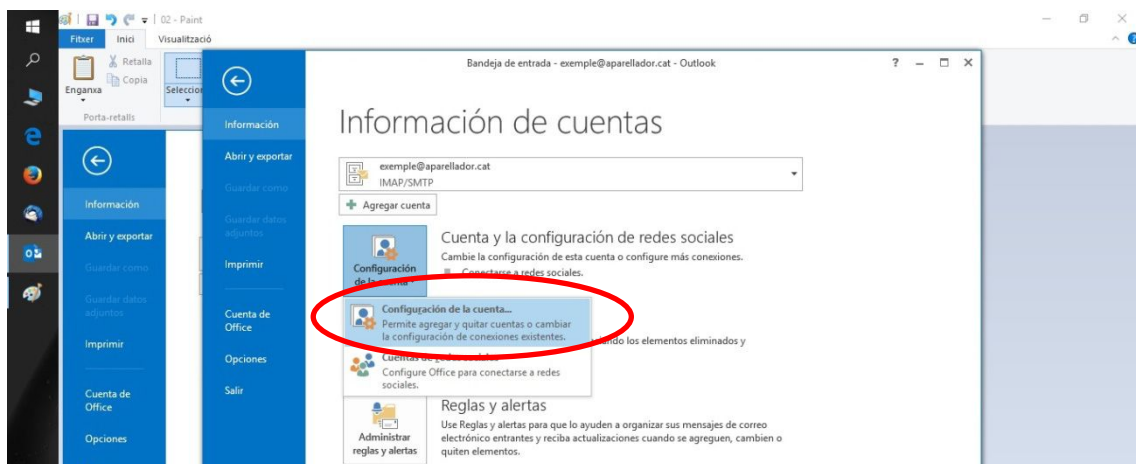 02 - Paint
Fitxer Inici Visualització
Enganxa
Retalla
Copia
Seleccion
Porta-retalls
Información
Abrir y exportar
Guardar como
Guardar datos
adjuntos
Imprimir
Cuenta de
Office
Opciones
Bandeja de entrada - exemple@aparellador.cat - Outlook
Información
Abrir y exportar
Guardar como
Guardar datos
adjuntos
Imprimir
Cuenta de
Office
Opciones
Salir
Información de cuentas
exemple@aparellador.cat
IMAP/SMTP
Agregar cuenta
Configuración
de la cuenta
Cuenta y la configuración de redes sociales
Cambie la configuración de esta cuenta o configure más conexiones.
Conectarse a redes sociales.
Configuración de la cuenta...
Permite agregar y quitar cuentas o cambiar
la configuración de conexiones existentes.
los elementos eliminados y
Cuentas de redes sociales
Configure Office para conectarse a redes
sociales.
Administrar
reglas y alertas
Reglas y alertas
Use Reglas y alertas para que lo ayuden a organizar sus mensajes de correo
electrónico entrantes y reciba actualizaciones cuando se agreguen, cambien o
quiten elementos.